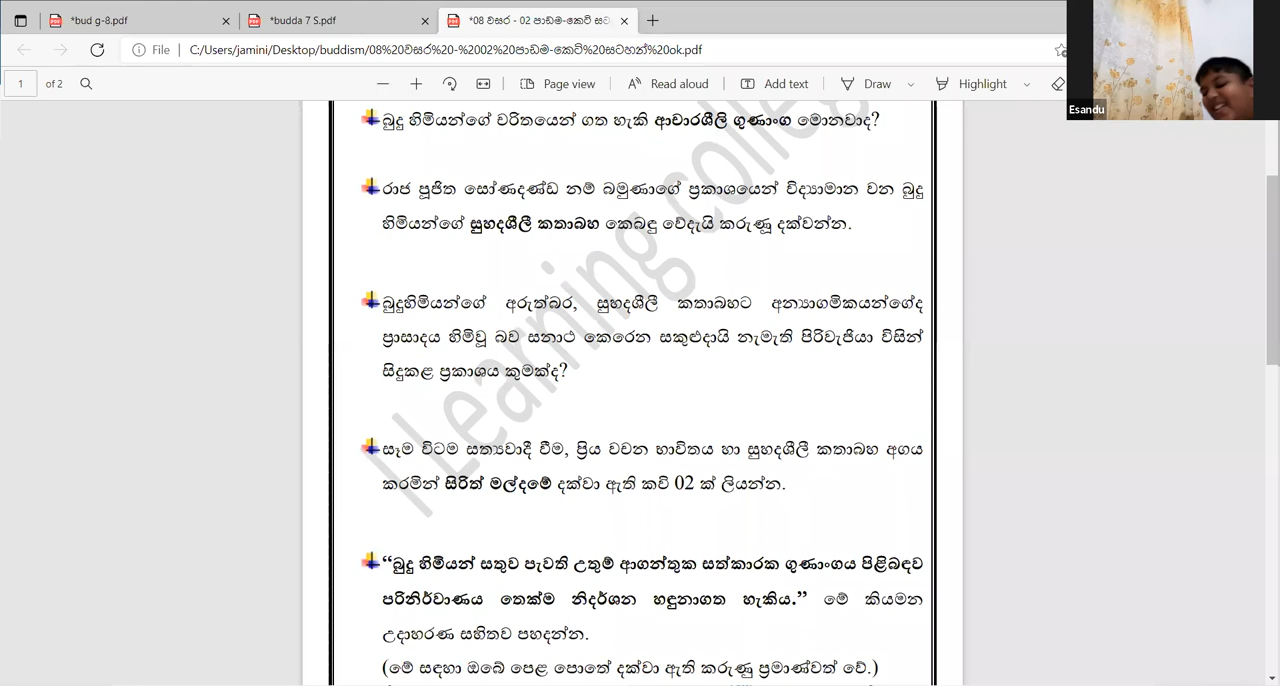 *bud g-8.pdf
*budda 7 S.pdf
*08 වසර - 02 පාඩම-කෙටි සට
File
C:/Users/jamini/Desktop/buddism/08%20වසර%20-%2002%20පාඩම-කෙටි%20සටහන්%20ok.pdf
1 of 2
Page view
Read aloud
Add text
Draw
Highlight
Esandu
බුදු හිමියන්ගේ චරිතයෙන් ගත හැකි ආචාරශීලි ගුණාංග මොනවාද?
රාජ පූජිත සෝණදණ්ඩ නම් බමුණාගේ ප්‍රකාශයෙන් විද්‍යාමාන වන බුදු
හිමියන්ගේ සුහදශීලී කතාබහ කෙබඳු වේදැයි කරුණු දක්වන්න.
බුදුහිමියන්ගේ අරුත්බර, සුහදශීලී කතාබහට අන්‍යාගමිකයන්ගේද
ප්‍රාසාදය හිමිවූ බව සනාථ කෙරෙන සකුළුදායි නැමැති පිරිවැජියා විසින්
සිදුකළ ප්‍රකාශය කුමක්ද?
සෑම විටම සත්‍යවාදී වීම, ප්‍රිය වචන භාවිතය හා සුහදශීලී කතාබහ අගය
කරමින් සිරිත් මල්දමේ දක්වා ඇති කවි 02 ක් ලියන්න.
“බුදු හිමියන් සතුව පැවති උතුම් ආගන්තුක සත්කාරක ගුණාංගය පිළිබඳව
පරිනිර්වාණය තෙක්ම නිදර්ශන හඳුනාගත හැකිය.” මේ කියමන
උදාහරණ සහිතව පහදන්න.
(මේ සඳහා ඔබේ පෙළ පොතේ දක්වා ඇති කරුණු ප්‍රමාණවත් වේ.)
I Learning colleg